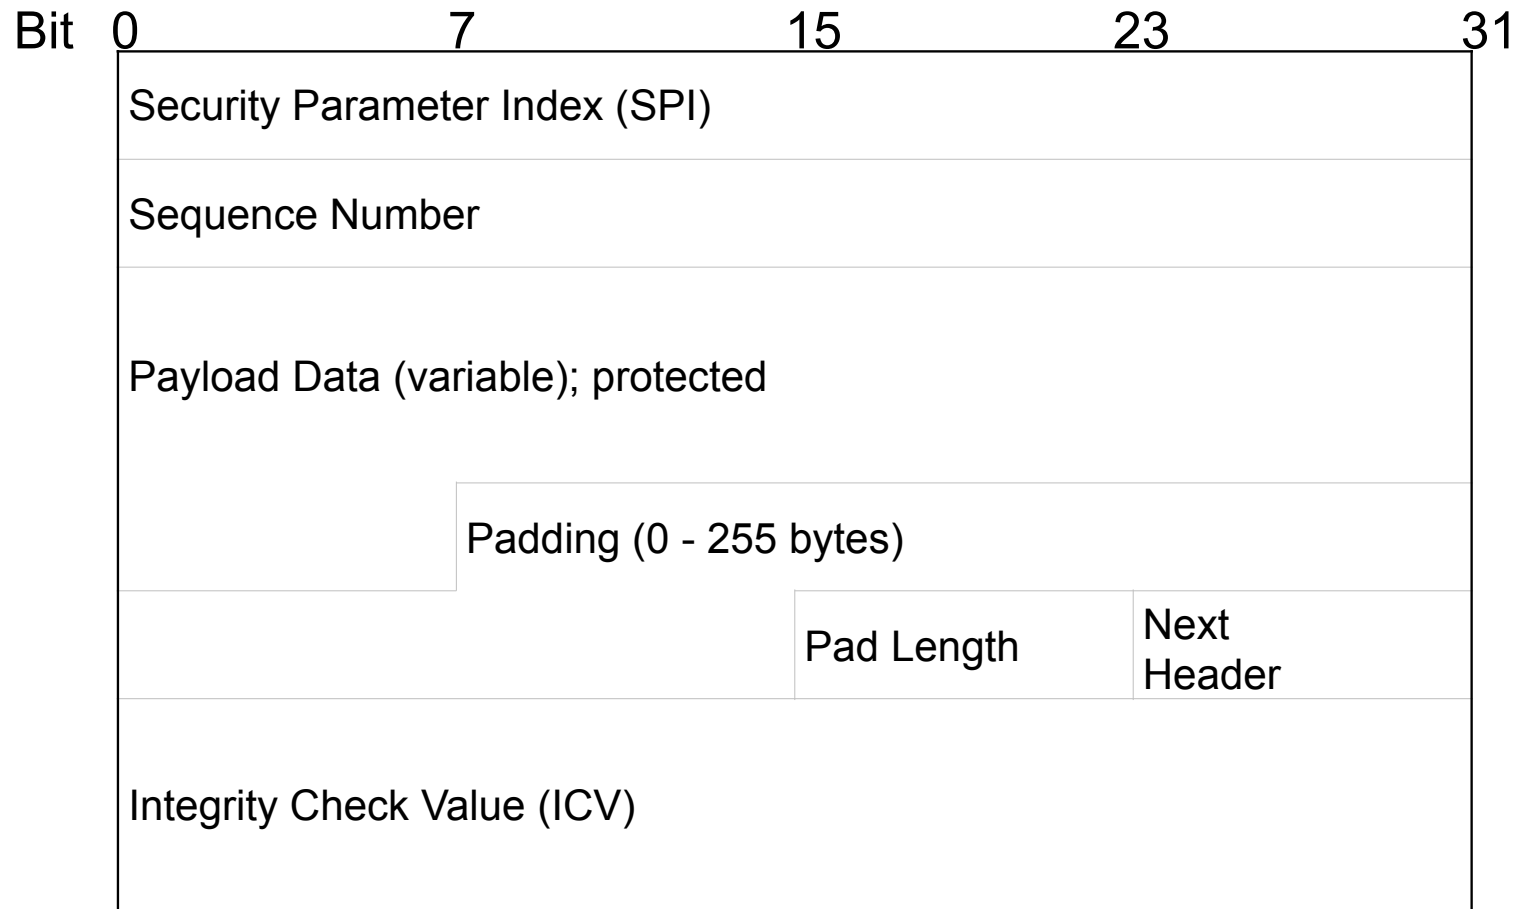 Bit 0 7 15 23 31
Security Parameter Index (SPI)
Sequence Number
Payload Data (variable); protected
Padding (0 - 255 bytes)
Pad Length
Next
Header
Integrity Check Value (ICV)